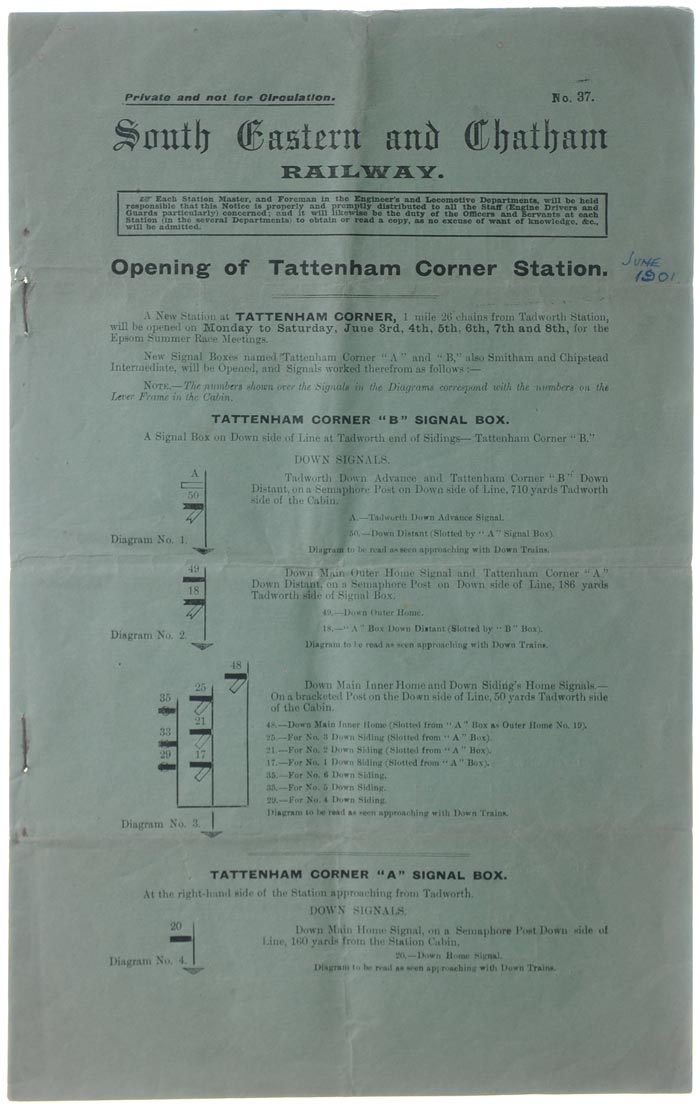 Private and not for Circulation.
No. 37.
South Eastern and Chatham
RAILWAY.
☞ Each Station Master, and Foreman in the Engineer's and Locomotive Departments, will be held
responsible that this Notice is properly and promptly distributed to all the Staff (Engine Drivers and
Guards particularly) concerned; and it will likewise be the duty of the Officers and Servants at each
Station (in the several Departments) to obtain or read a copy, as no excuse of want of knowledge, &c.,
will be admitted.
Opening of Tattenham Corner Station.
JUNE
1901
A New Station at TATTENHAM CORNER, 1 mile 26 chains from Tadworth Station,
will be opened on Monday to Saturday, June 3rd, 4th, 5th, 6th, 7th and 8th, for the
Epsom Summer Race Meetings.
New Signal Boxes named "Tattenham Corner "A" and "B," also Smitham and Chipstead
Intermediate, will be Opened, and Signals worked therefrom as follows:—
NOTE.—The numbers shown over the Signals in the Diagrams correspond with the numbers on the
Lever Frame in the Cabin.
TATTENHAM CORNER "B" SIGNAL BOX.
A Signal Box on Down side of Line at Tadworth end of Sidings— Tattenham Corner "B."
DOWN SIGNALS.
A
50
Diagram No. 1.
Tadworth Down Advance and Tattenham Corner "B" Down
Distant, on a Semaphore Post on Down side of Line, 710 yards Tadworth
side of the Cabin.
A.—Tadworth Down Advance Signal.
50.—Down Distant (Slotted by "A" Signal Box).
Diagram to be read as seen approaching with Down Trains.
49
18
Diagram No. 2.
Down Main Outer Home Signal and Tattenham Corner "A"
Down Distant, on a Semaphore Post on Down side of Line, 186 yards
Tadworth side of Signal Box.
49.—Down Outer Home.
18.—"A" Box Down Distant (Slotted by "B" Box).
Diagram to be read as seen approaching with Down Trains.
48
25
35
21
33
29
17
Diagram No. 3.
Down Main Inner Home and Down Siding's Home Signals.—
On a bracketed Post on the Down side of Line, 50 yards Tadworth side
of the Cabin.
48.—Down Main Inner Home (Slotted from "A" Box as Outer Home No. 19).
25.—For No. 3 Down Siding (Slotted from "A" Box).
21.—For No. 2 Down Siding (Slotted from "A" Box).
17.—For No. 1 Down Siding (Slotted from "A" Box).
35.—For No. 6 Down Siding.
33.—For No. 5 Down Siding.
29.—For No. 4 Down Siding.
Diagram to be read as seen approaching with Down Trains.
TATTENHAM CORNER "A" SIGNAL BOX.
At the right-hand side of the Station approaching from Tadworth.
DOWN SIGNALS.
20
Diagram No. 4.
Down Main Home Signal, on a Semaphore Post Down side of
Line, 160 yards from the Station Cabin.
20.—Down Home Signal.
Diagram to be read as seen approaching with Down Trains.